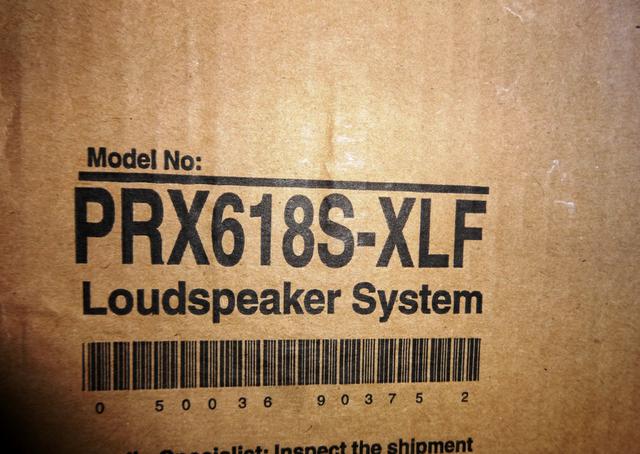 Model No:
PRX618S-XLF
Loudspeaker System
0 50036 90375 2
Specialist: Inspect the shipment